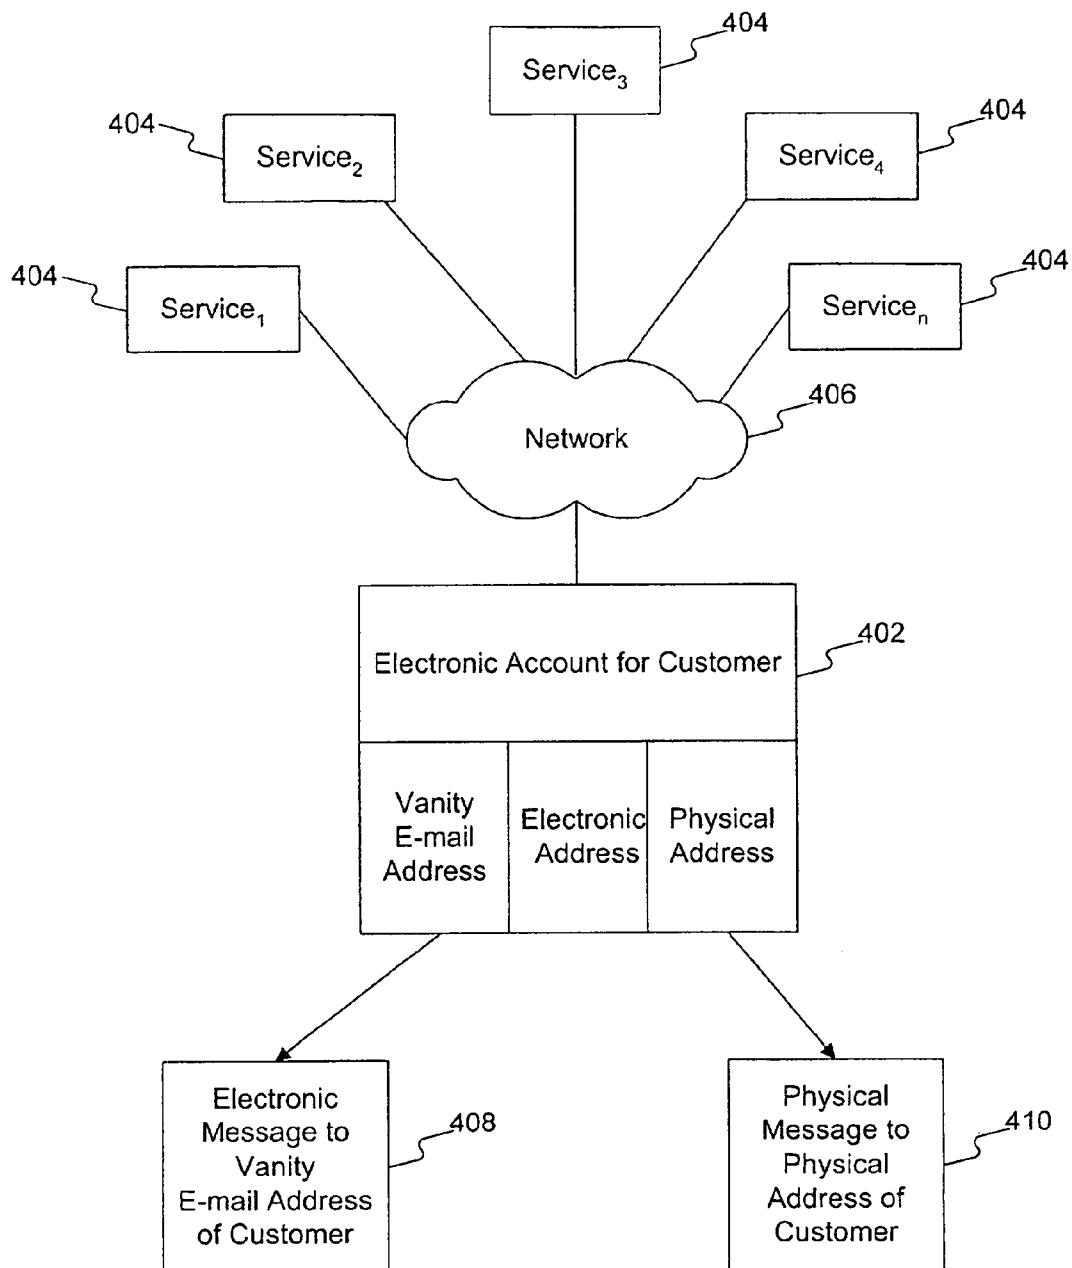 404
Service3
404
Service2
404
Service4
404
Service1
404
Servicen
406
Network
402
Electronic Account for Customer
Vanity
E-mail
Address
Electronic
Address
Physical
Address
Electronic
Message to
Vanity
E-mail Address
of Customer
408
Physical
Message to
Physical
Address of
Customer
410